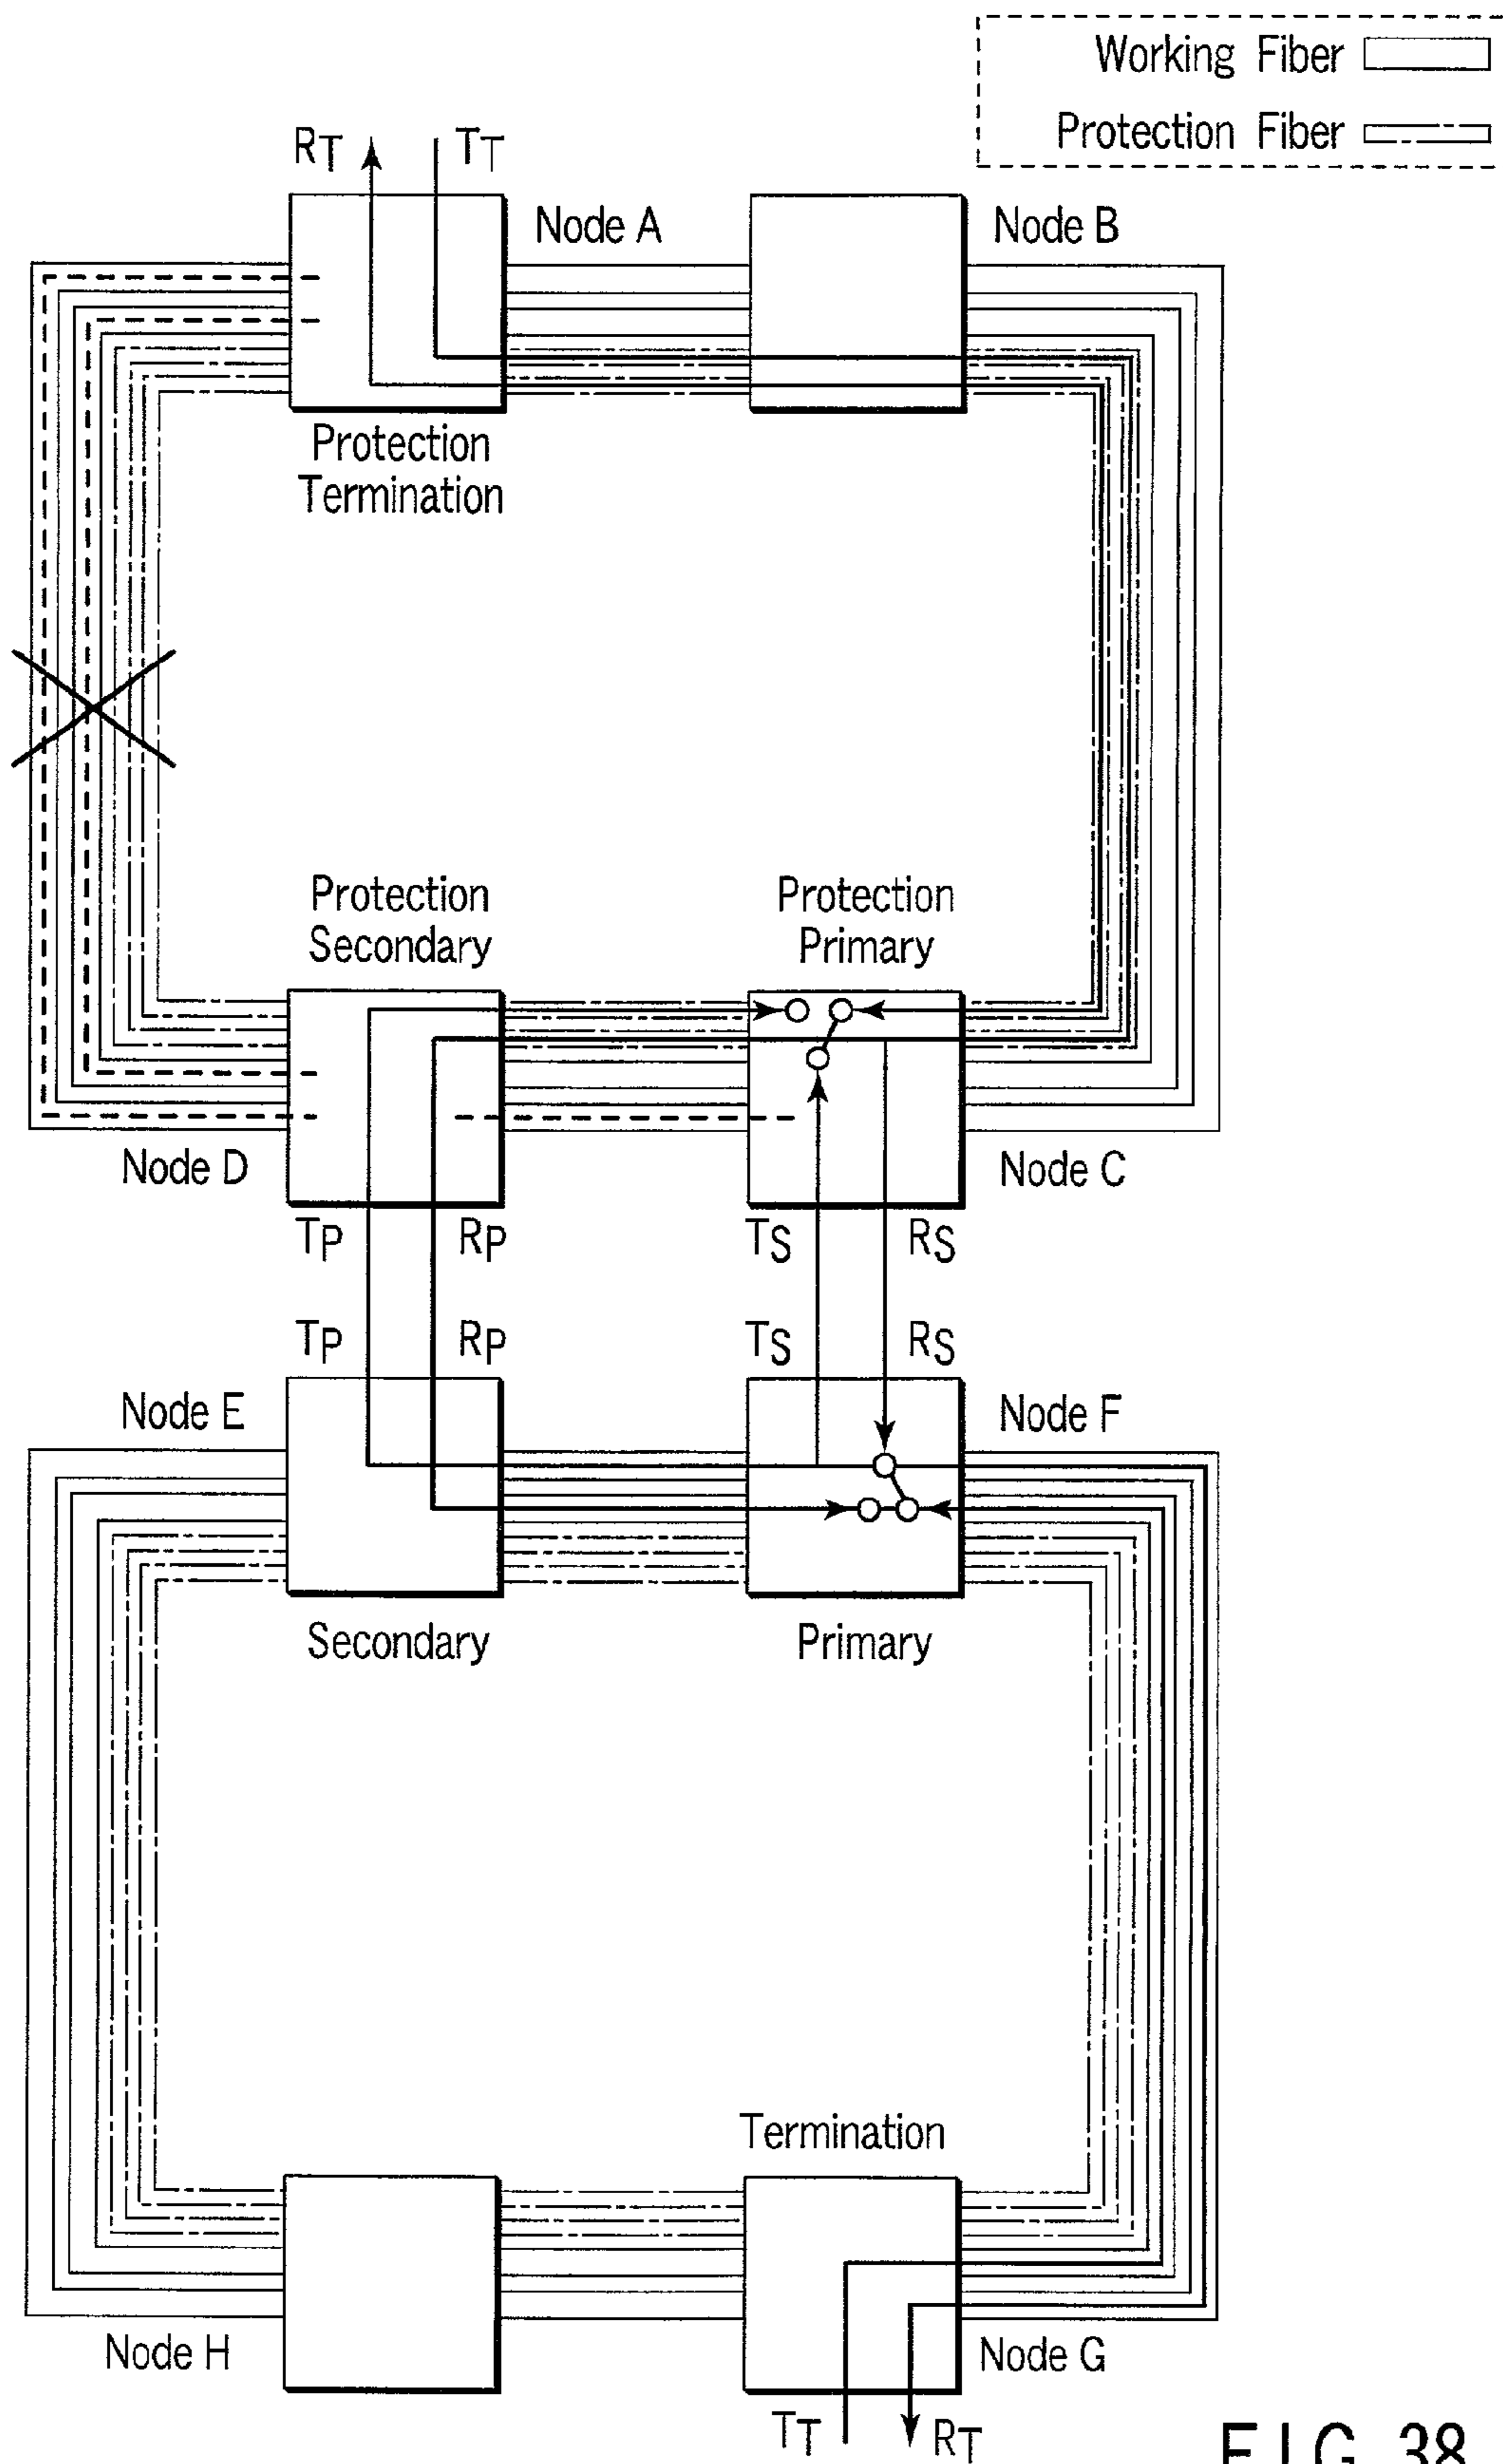 Working Fiber
Protection Fiber
RT
TT
Node A
Node B
Protection
Termination
Protection
Secondary
Protection
Primary
Node D
Node C
TP
RP
TS
RS
TP
RP
TS
RS
Node E
Node F
Secondary
Primary
Termination
Node H
Node G
TT
RT
FIG. 38